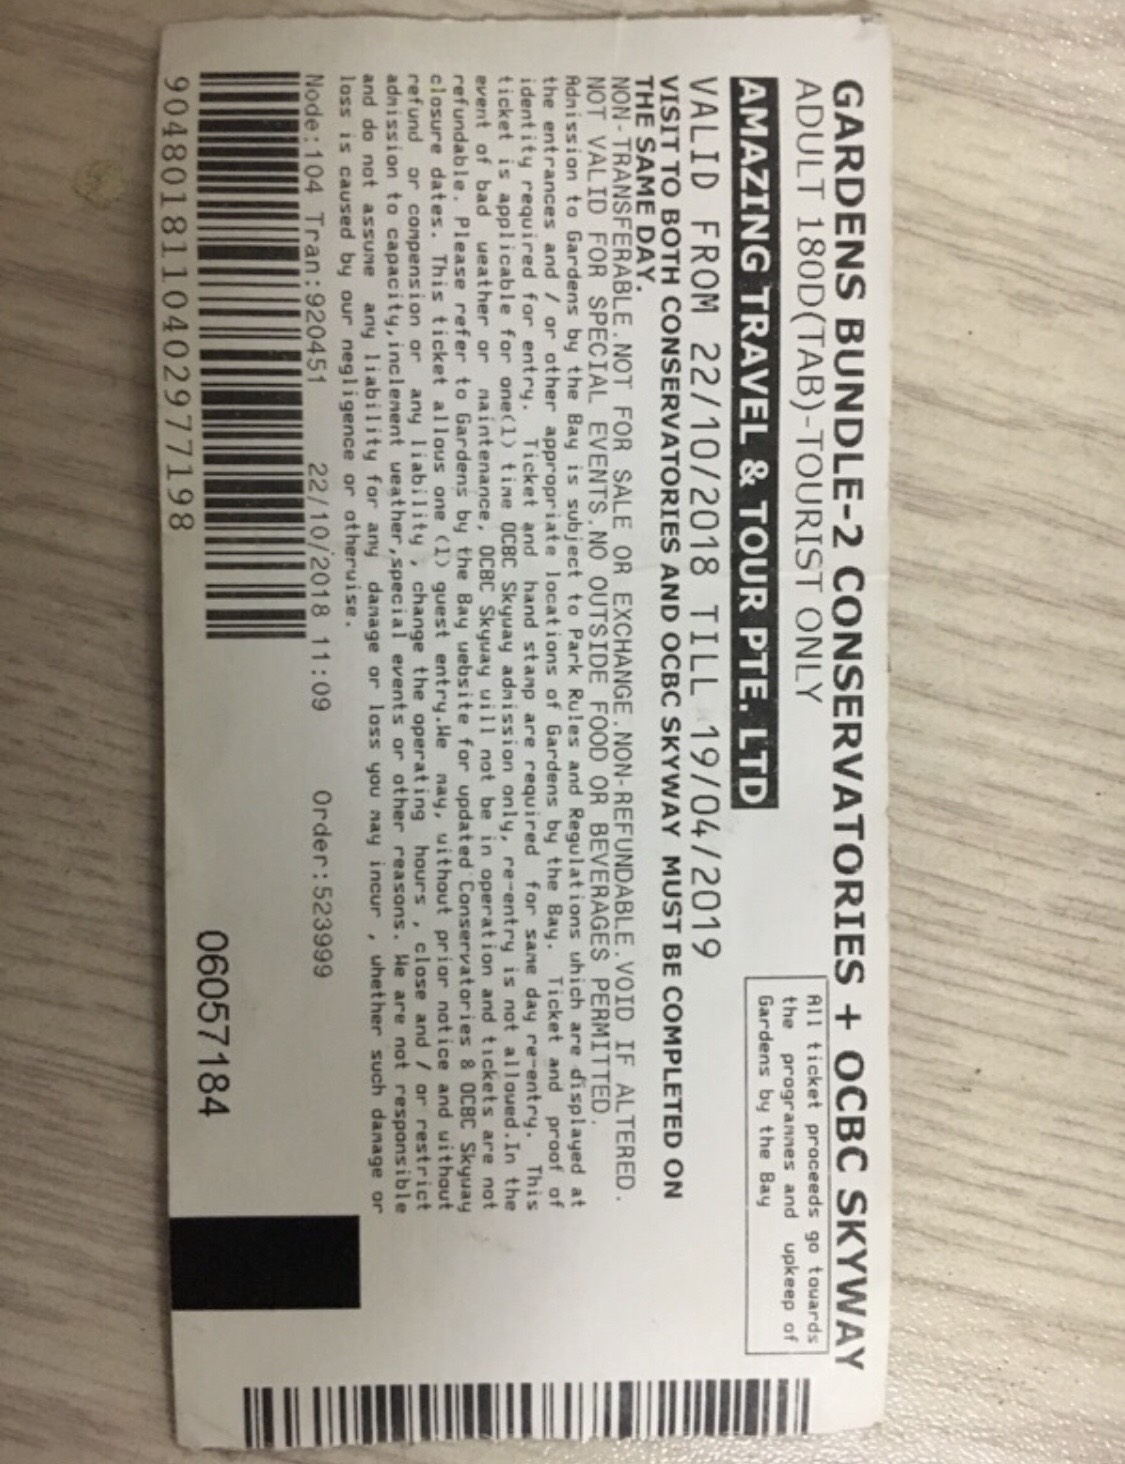 GARDENS BUNDLE-2 CONSERVATORIES + OCBC SKYWAY
ADULT 180D(TAB)-TOURIST ONLY
All ticket proceeds go towards
the programmes and upkeep of
Gardens by the Bay
AMAZING TRAVEL & TOUR PTE. LTD
VALID FROM 22/10/2018 TILL 19/04/2019
VISIT TO BOTH CONSERVATORIES AND OCBC SKYWAY MUST BE COMPLETED ON
THE SAME DAY.
NON-TRANSFERABLE.NOT FOR SALE OR EXCHANGE.NON-REFUNDABLE.VOID IF ALTERED.
NOT VALID FOR SPECIAL EVENTS.NO OUTSIDE FOOD OR BEVERAGES PERMITTED.
Admission to Gardens by the Bay is subject to Park Rules and Regulations which are displayed at
the entrances and / or other appropriate locations of Gardens by the Bay. Ticket and proof of
identity required for entry. Ticket and hand stamp are required for same day re-entry. This
ticket is applicable for one(1) time OCBC Skyway admission only, re-entry is not allowed.In the
event of bad weather or maintenance, OCBC Skyway will not be in operation and tickets are not
refundable. Please refer to Gardens by the Bay website for updated Conservatories & OCBC Skyway
closure dates. This ticket allows one (1) guest entry.We may, without prior notice and without
refund or compension or any liability, change the operating hours , close and / or restrict
admission to capacity,inclement weather,special events or other reasons. We are not responsible
and do not assume any liability for any damage or loss you may incur , whether such damage or
loss is caused by our negligence or otherwise.
Node:104 Tran:920451 22/10/2018 11:09 Order:523999
9048018110402977198
06057184